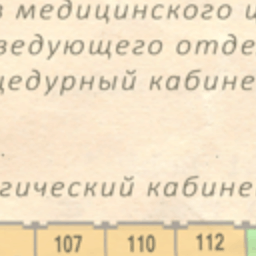 в медицинского и
ведующего отде
цедурный кабине
гический кабине
107 110 112